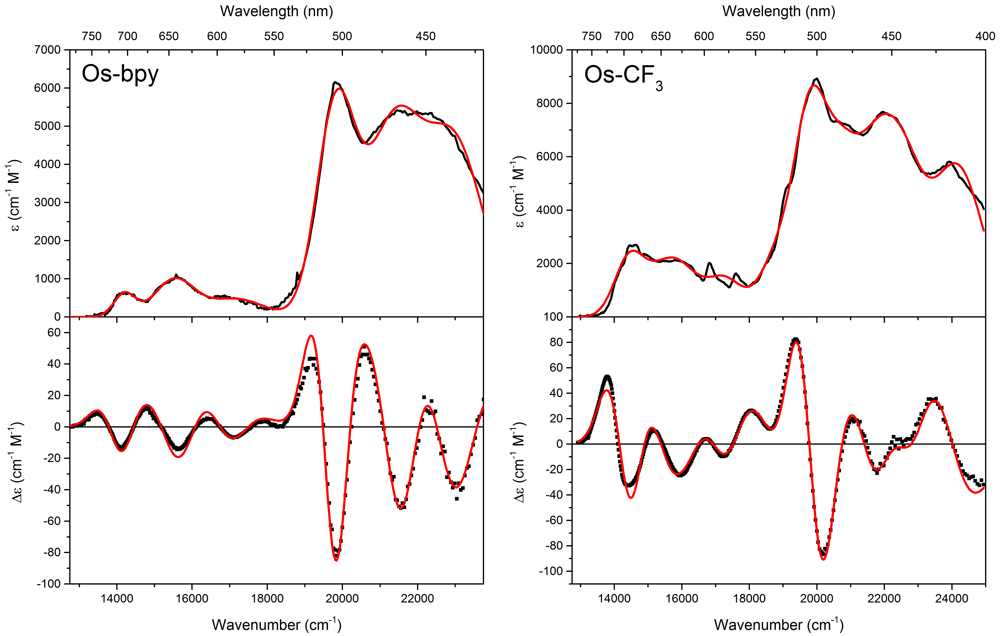 Wavelength (nm)
750 700 650 600 550 500 450
Os-bpy
7000
6000
5000
4000
3000
2000
1000
0
ε (cm⁻¹ M⁻¹)
60
40
20
0
-20
-40
-60
-80
-100
Δε (cm⁻¹ M⁻¹)
14000 16000 18000 20000 22000
Wavenumber (cm⁻¹)
Wavelength (nm)
750 700 650 600 550 500 450 400
Os-CF₃
10000
8000
6000
4000
2000
100
ε (cm⁻¹ M⁻¹)
80
60
40
20
0
-20
-40
-60
-80
-100
Δε (cm⁻¹ M⁻¹)
14000 16000 18000 20000 22000 24000
Wavenumber (cm⁻¹)